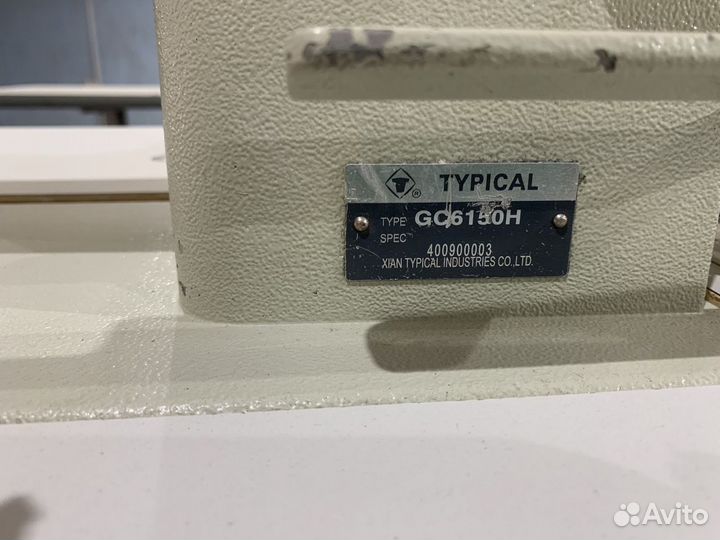 T ® TYPICAL
TYPE GC6150H
SPEC
400900003
XIAN TYPICAL INDUSTRIES CO.,LTD.
Avito